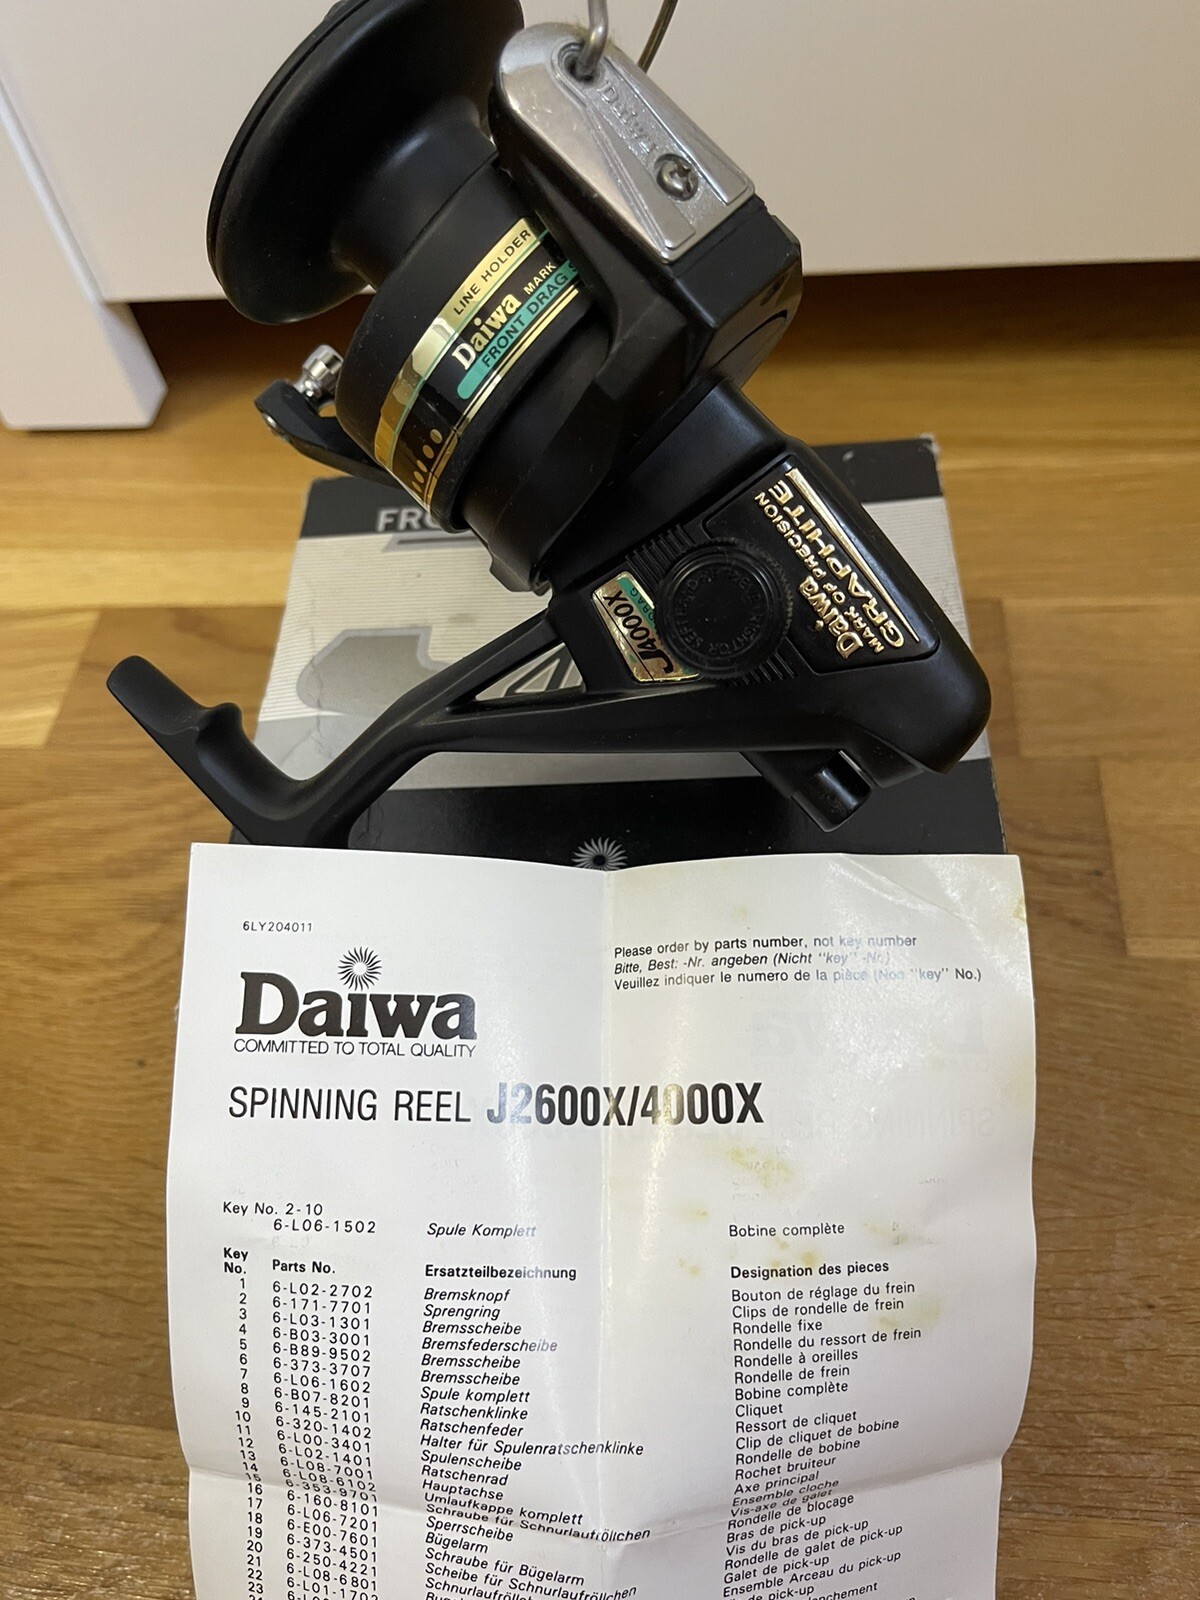 Daiwa
LINE HOLDER
Daiwa MARK
FRONT DRAG S
Daiwa
MARK OF PRECISION
GRAPHITE
J4000X
DRAG
FRO
6LY204011
Daiwa
COMMITTED TO TOTAL QUALITY
Please order by parts number, not key number
Bitte, Best: -Nr. angeben (Nicht "key" -No)
Veuillez indiquer le numero de la pièce (Non "key" No.)
SPINNING REEL J2600X/4000X
Key No. 2-10
6-L06-1502 Spule Komplett Bobine complète
Key No. Parts No. Ersatzteilbezeichnung Designation des pieces
1 6-L02-2702 Bremsknopf Bouton de réglage du frein
2 6-171-7701 Sprengring Clips de rondelle de frein
3 6-L03-1301 Bremsscheibe Rondelle fixe
4 6-B03-3001 Bremsfederscheibe Rondelle du ressort de frein
5 6-B89-9502 Bremsscheibe Rondelle à oreilles
6 6-373-3707 Bremsscheibe Rondelle de frein
7 6-L06-1602 Spule komplett Bobine complète
8 6-B07-8201 Ratschenklinke Cliquet
9 6-145-2101 Ratschenfeder Ressort de cliquet
10 6-320-1402 Halter für Spulenratschenklinke Clip de cliquet de bobine
11 6-L00-3401 Spulenscheibe Rondelle de bobine
12 6-L02-1401 Ratschenrad Rochet bruiteur
13 6-L08-7001 Hauptachse Axe principal
14 6-L08-6102 Umlaufkappe komplett Ensemble cloche
15 6-353-9701 Schraube für Schnurlaufröllchen Vis-axe de galet
16 6-160-8101 Sperrscheibe Rondelle de blocage
17 6-L06-7201 Bügelarm Bras de pick-up
18 6-E00-7601 Schraube für Bügelarm Vis du bras de pick-up
19 6-373-4501 Scheibe für Schnurlaufröllchen Rondelle de galet de pick-up
20 6-250-4221 Galet de pick-up
21 6-L08-6801 Ensemble Arceau du pick-up
22 6-L01-1702 de pick-up
23